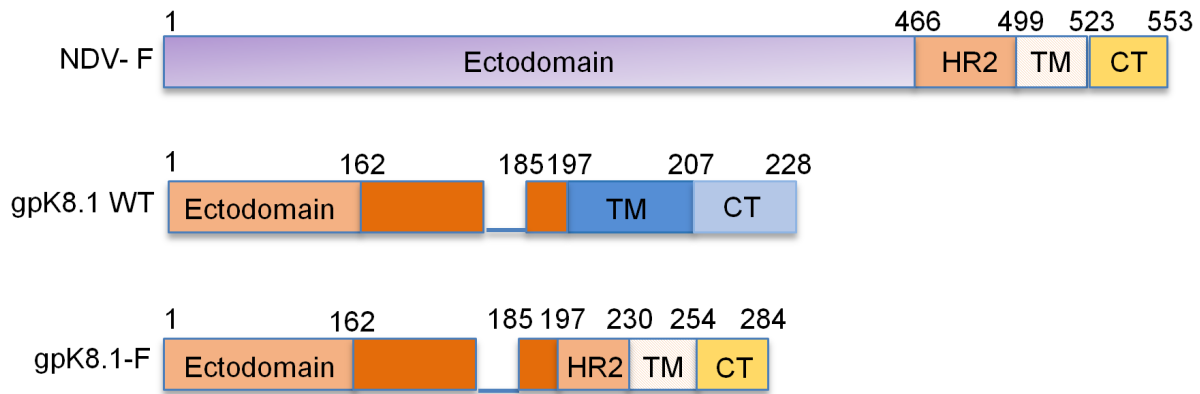 1 466 499 523 553
NDV- F Ectodomain HR2 TM CT
1 162 185 197 207 228
gpK8.1 WT Ectodomain TM CT
1 162 185 197 230 254 284
gpK8.1-F Ectodomain HR2 TM CT